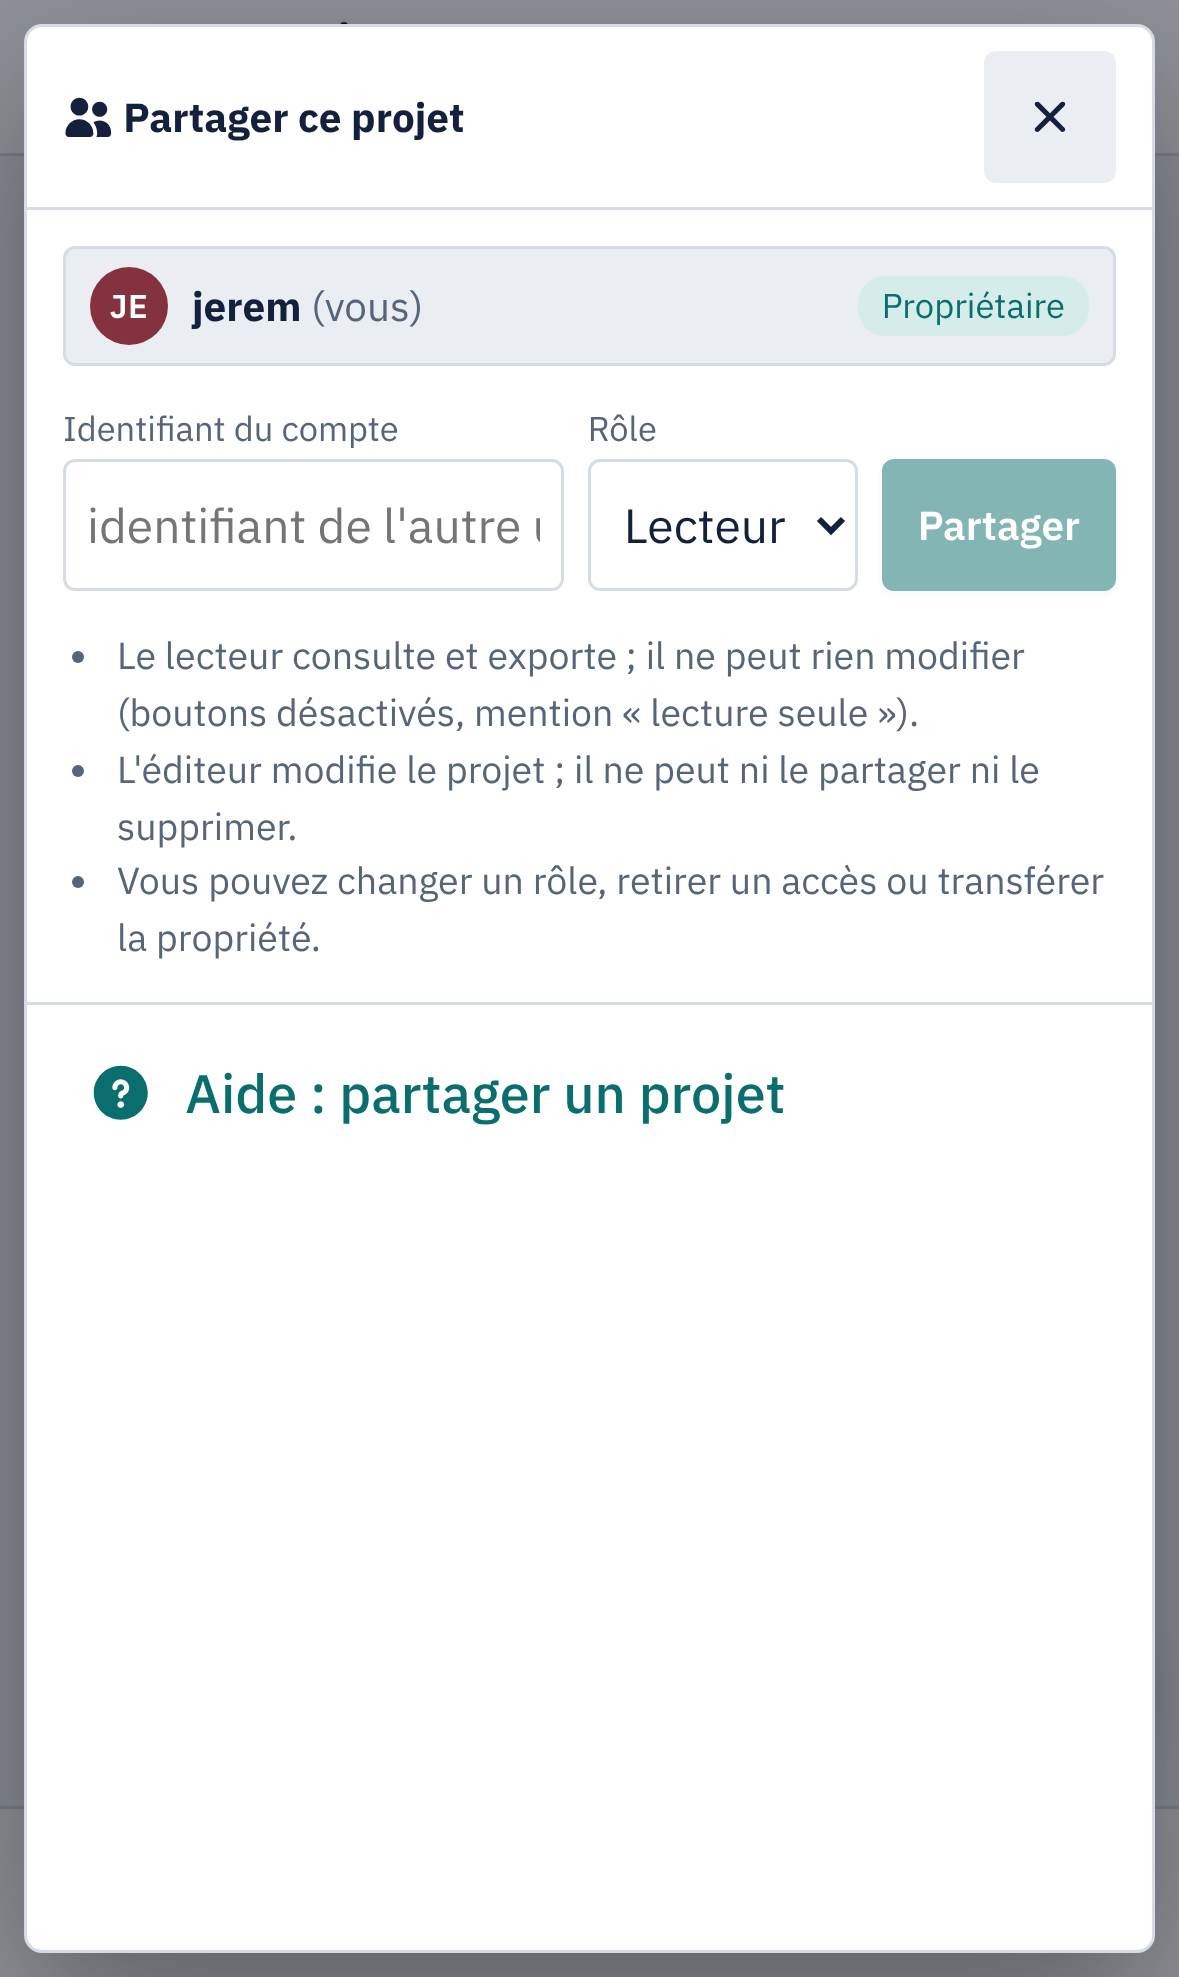 Partager ce projet
JE jerem (vous) Propriétaire
Identifiant du compte Rôle
identifiant de l'autre Lecteur Partager
• Le lecteur consulte et exporte ; il ne peut rien modifier
(boutons désactivés, mention « lecture seule »).
• L'éditeur modifie le projet ; il ne peut ni le partager ni le
supprimer.
• Vous pouvez changer un rôle, retirer un accès ou transférer
la propriété.
? Aide : partager un projet